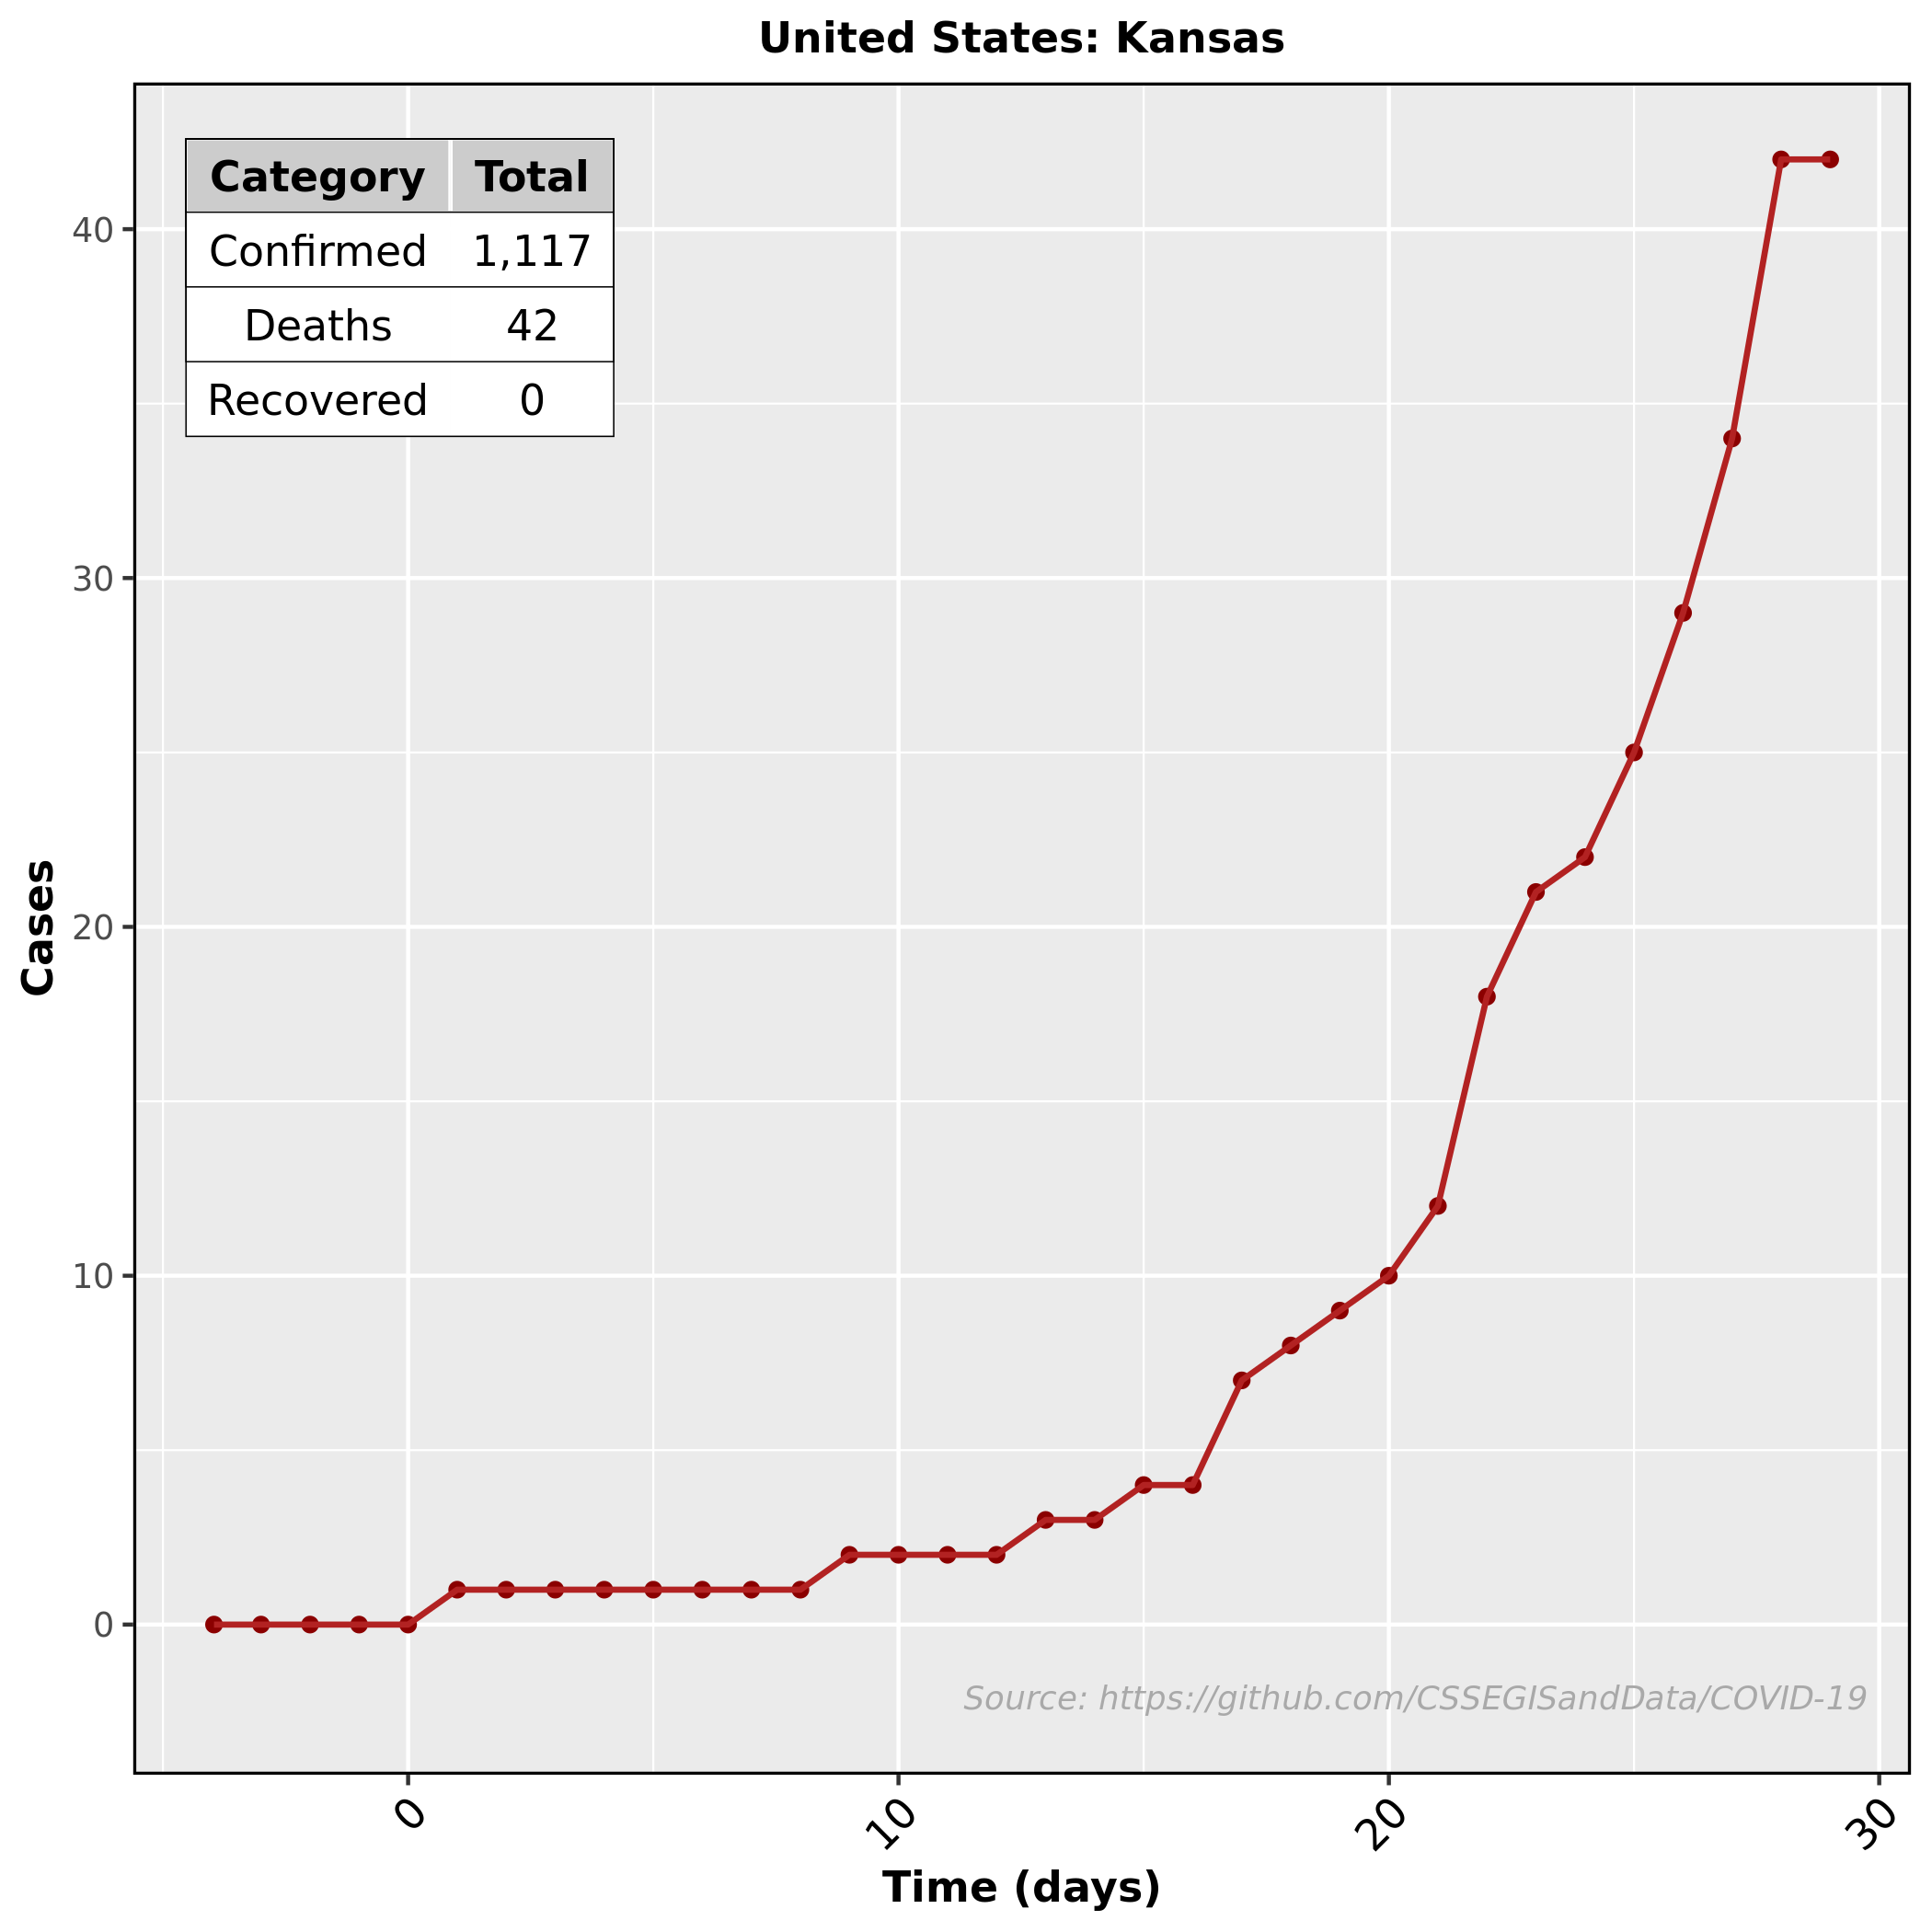 United States: Kansas
Category Total
Confirmed 1,117
Deaths 42
Recovered 0
40
30
20
10
0
Cases
Source: https://github.com/CSSEGISandData/COVID-19
0 10 20 30
Time (days)